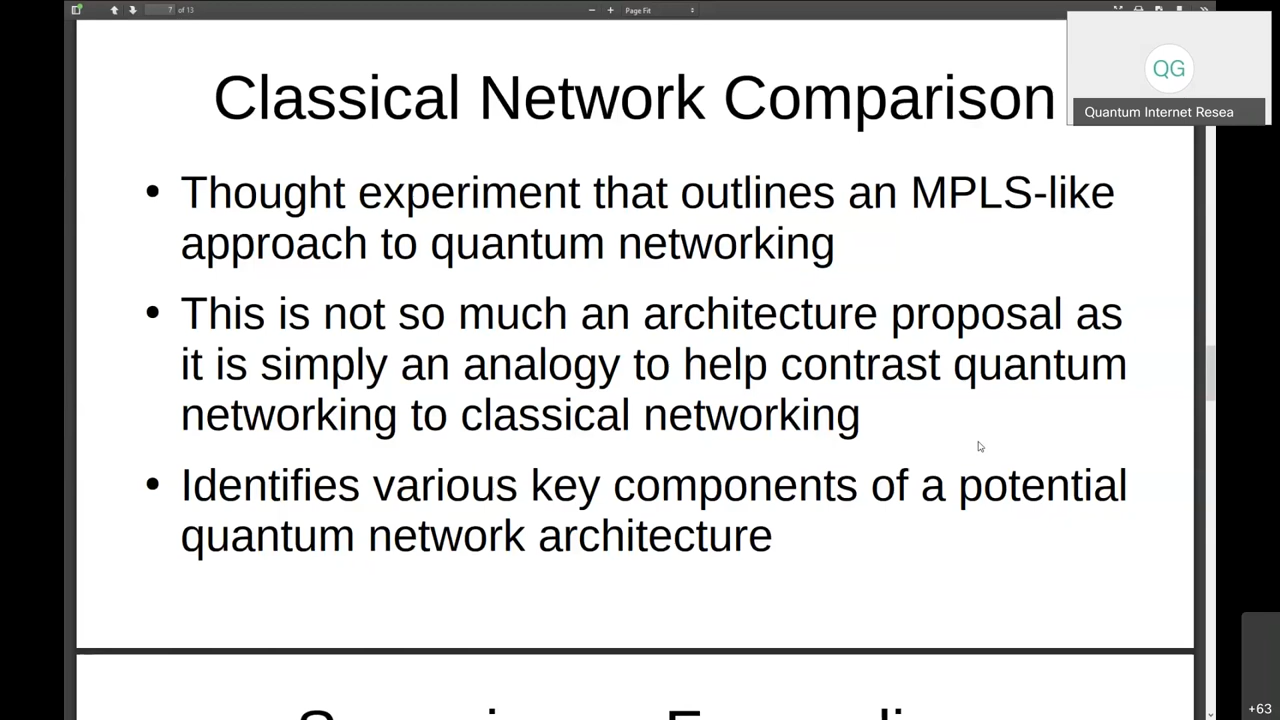 7 of 13
Page Fit
QG
Quantum Internet Resea
Classical Network Comparison
• Thought experiment that outlines an MPLS-like
approach to quantum networking
• This is not so much an architecture proposal as
it is simply an analogy to help contrast quantum
networking to classical networking
• Identifies various key components of a potential
quantum network architecture
+63